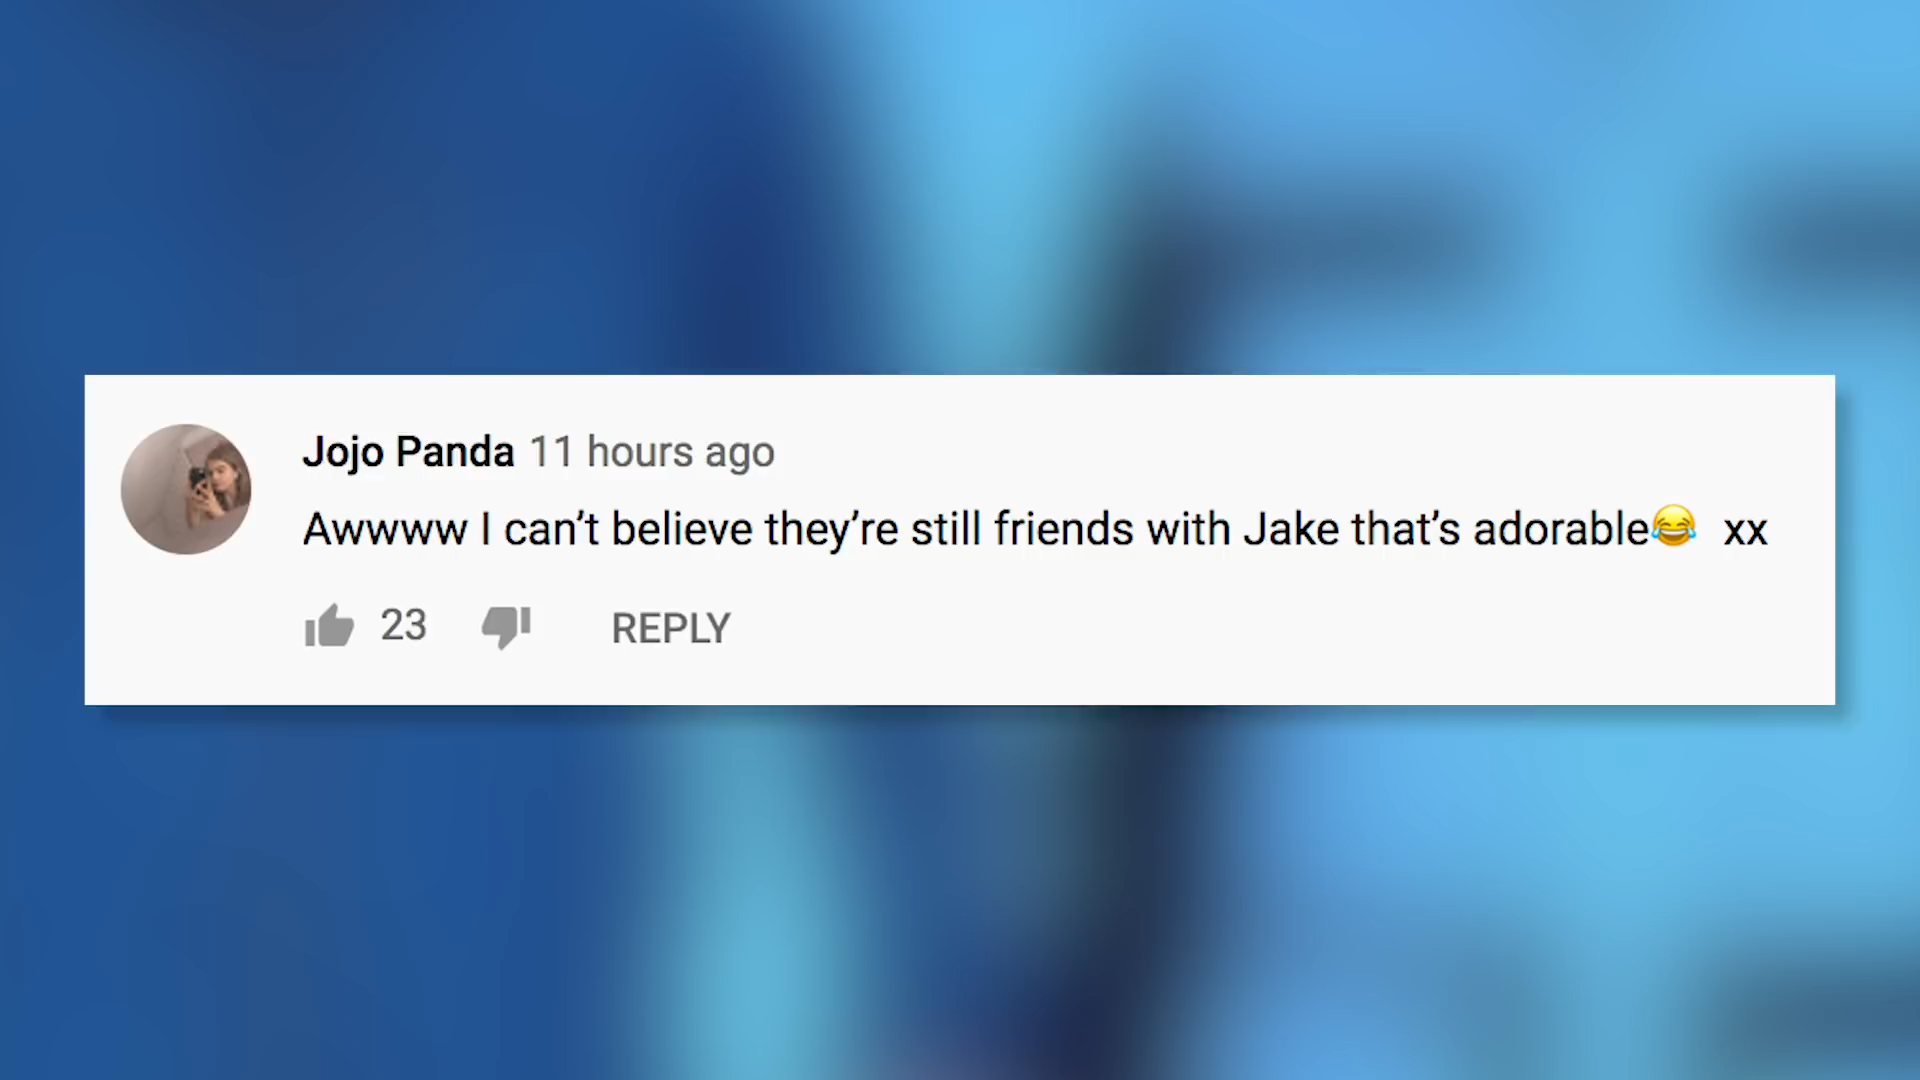 Jojo Panda 11 hours ago
Awwww I can’t believe they’re still friends with Jake that’s adorable😂 xx
23 REPLY